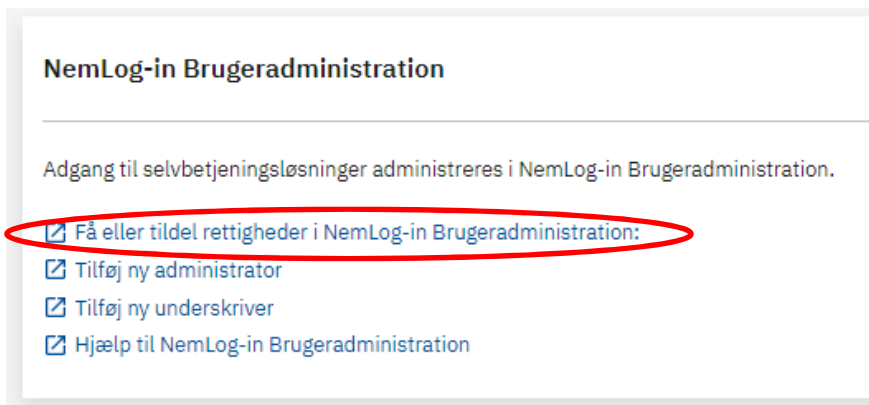 NemLog-in Brugeradministration
Adgang til selvbetjeningsløsninger administreres i NemLog-in Brugeradministration.
Få eller tildel rettigheder i NemLog-in Brugeradministration:
Tilføj ny administrator
Tilføj ny underskriver
Hjælp til NemLog-in Brugeradministration